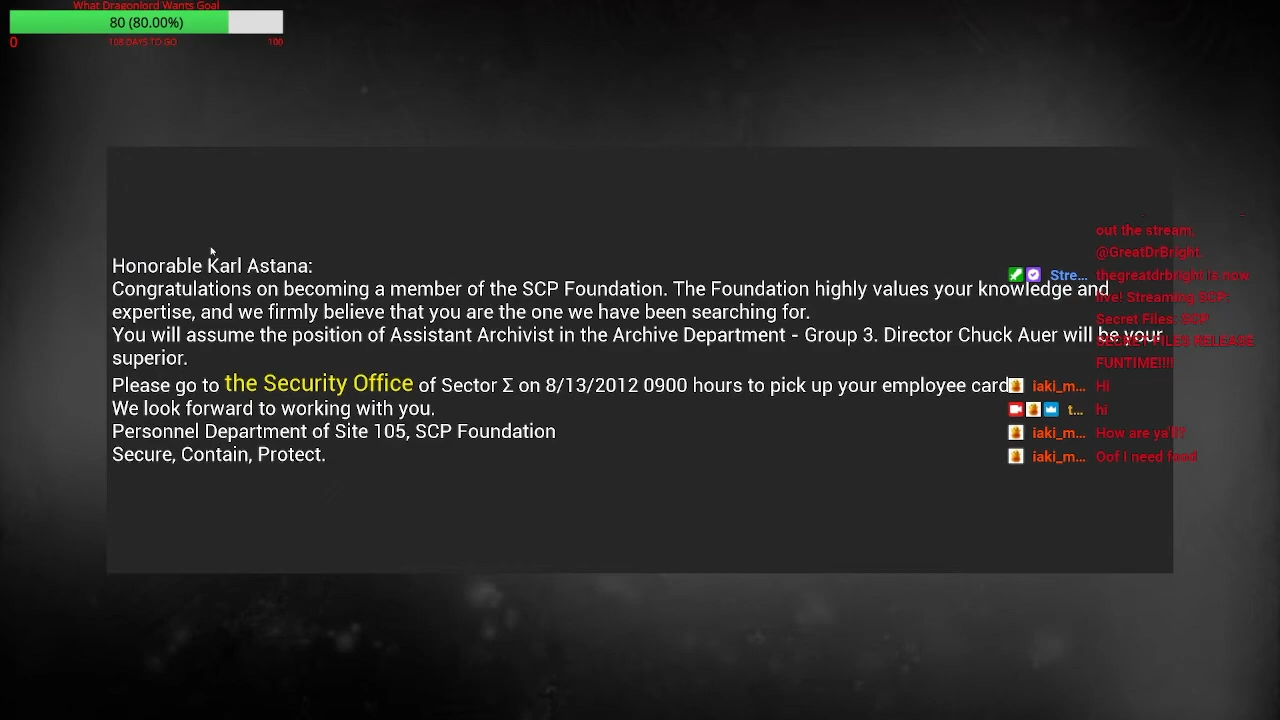 What Dragonlord Wants Goal
80 (80.00%)
0
108 DAYS TO GO
100
Honorable Karl Astana:
Congratulations on becoming a member of the SCP Foundation. The Foundation highly values your knowledge and
expertise, and we firmly believe that you are the one we have been searching for.
You will assume the position of Assistant Archivist in the Archive Department - Group 3. Director Chuck Auer will be your
superior.
Please go to the Security Office of Sector Σ on 8/13/2012 0900 hours to pick up your employee card
We look forward to working with you.
Personnel Department of Site 105, SCP Foundation
Secure, Contain, Protect.
out the stream,
@GreatDrBright.
Stre... thegreatdrbright is now
live! Streaming SCP:
Secret Files: SCP
SECRET FILES RELEASE
FUNTIME!!!!
iaki_m... Hi
t... hi
iaki_m... How are ya'll?
iaki_m... Oof I need food